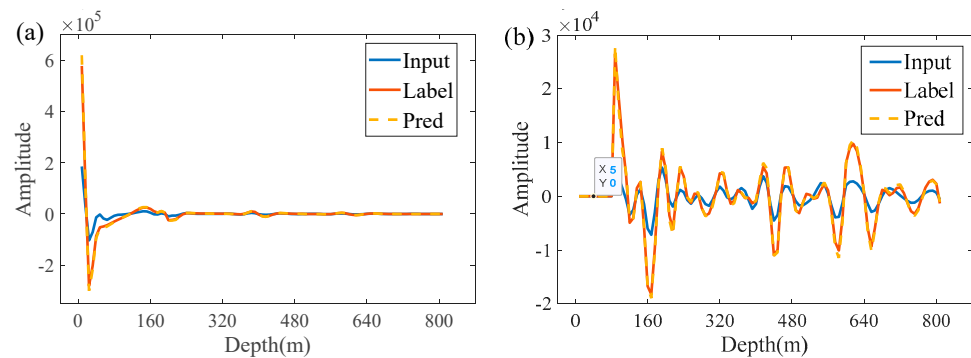 (a)
×10^5
6
4
2
0
-2
0 160 320 480 640 800
Amplitude
Depth(m)
Input
Label
Pred
(b)
×10^4
3
2
1
0
-1
-2
0 160 320 480 640 800
Amplitude
Depth(m)
Input
Label
Pred
X 5
Y 0